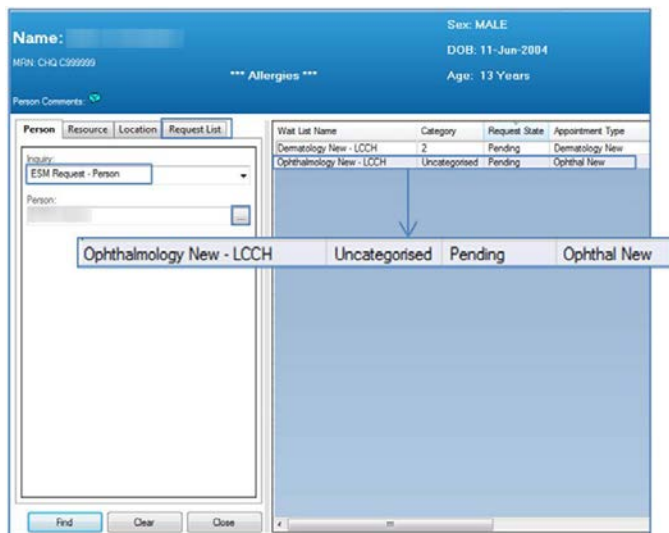 Name:
Sex: MALE
DOB: 11-Jun-2004
MRN: CHQ C999999
*** Allergies ***
Age: 13 Years
Person Comments:
Person Resource Location Request List
Inquiry:
ESM Request - Person
Person:
...
Wait List Name Category Request State Appointment Type
Dermatology New - LCCH 2 Pending Dermatology New
Ophthalmology New - LCCH Uncategorised Pending Ophthal New
Ophthalmology New - LCCH Uncategorised Pending Ophthal New
Find Clear Close